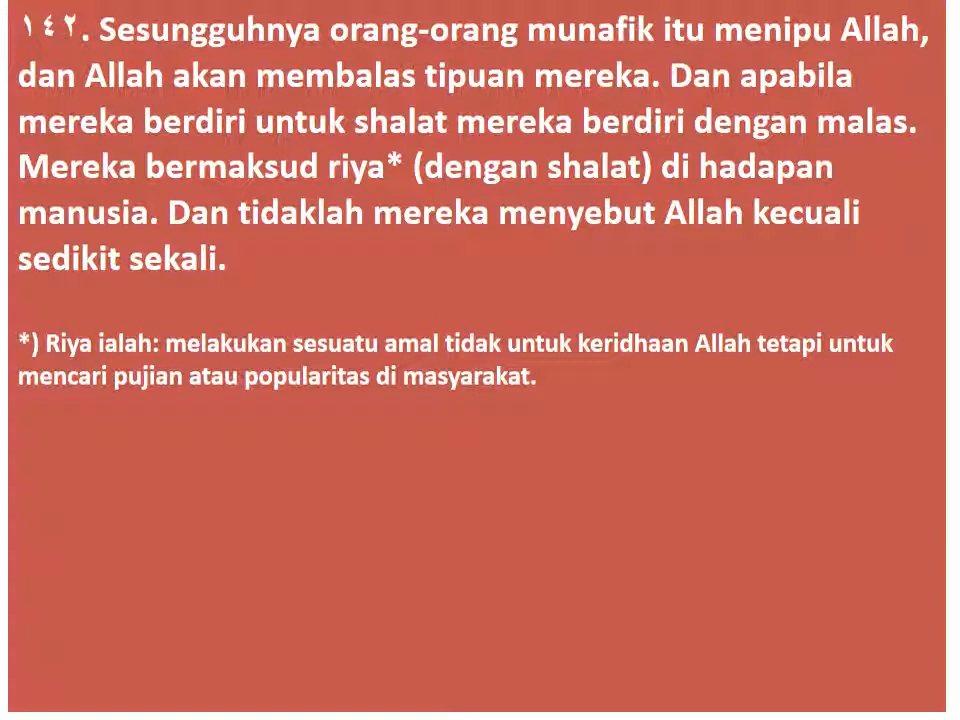 ١٤٢. Sesungguhnya orang-orang munafik itu menipu Allah,
dan Allah akan membalas tipuan mereka. Dan apabila
mereka berdiri untuk shalat mereka berdiri dengan malas.
Mereka bermaksud riya* (dengan shalat) di hadapan
manusia. Dan tidaklah mereka menyebut Allah kecuali
sedikit sekali.
*) Riya ialah: melakukan sesuatu amal tidak untuk keridhaan Allah tetapi untuk
mencari pujian atau popularitas di masyarakat.